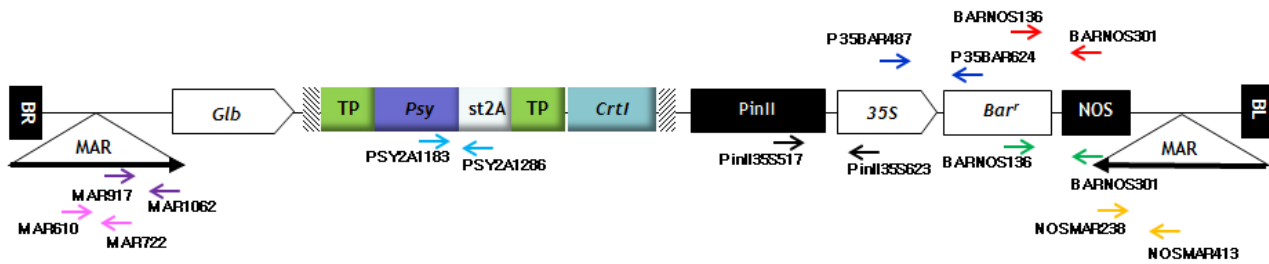 BARNOS136
P35BAR487
BARNOS301
P35BAR624
BR
Glb
TP
Psy
st2A
TP
CrtI
PinII
35S
Barʳ
NOS
BL
MAR
MAR
PSY2A1183
PSY2A1286
PinII35S517
PinII35S623
BARNOS136
BARNOS301
MAR917
MAR1062
MAR610
MAR722
NOSMAR238
NOSMAR413